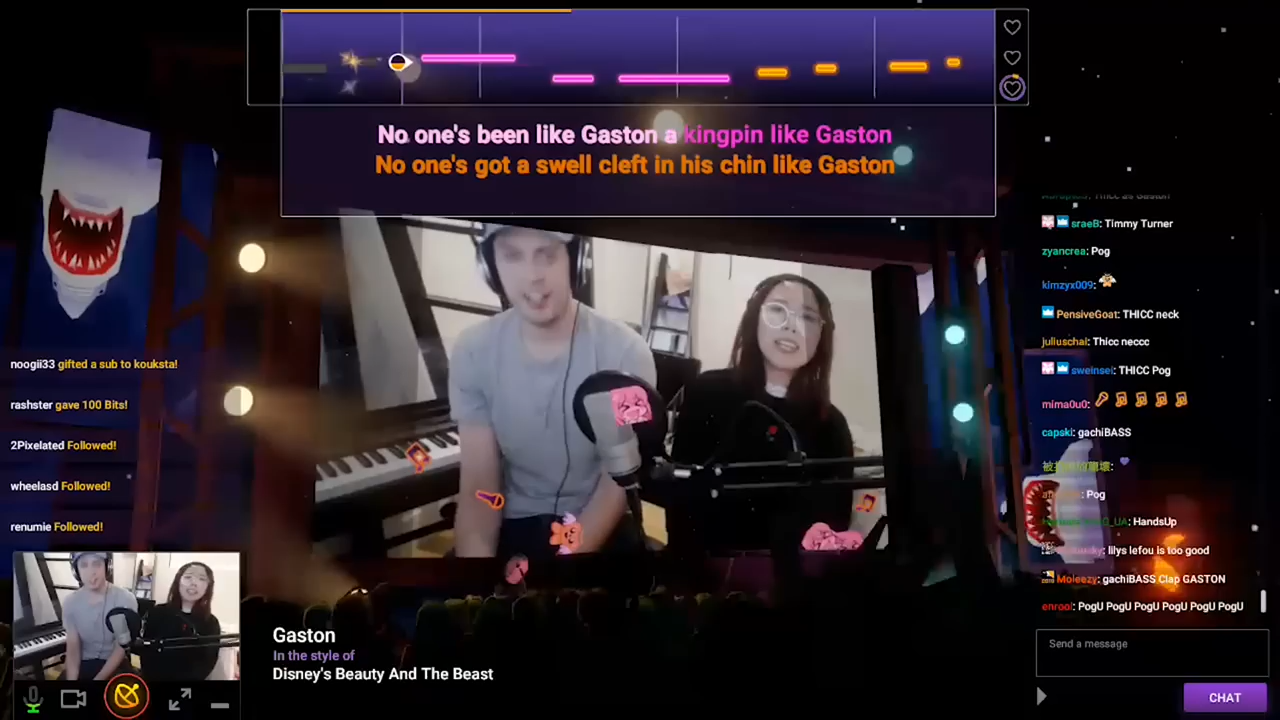 No one's been like Gaston a kingpin like Gaston
No one's got a swell cleft in his chin like Gaston
noogii33 gifted a sub to kouksta!
rashster gave 100 Bits!
2Pixelated Followed!
wheelasd Followed!
renumie Followed!
Gaston
In the style of
Disney's Beauty And The Beast
sraeB: Timmy Turner
zyancrea: Pog
kimzyx009:
PensiveGoat: THICC neck
juliuschai: Thicc neccc
sweinsei: THICC Pog
mima0u0:
capski: gachiBASS
Pog
HandsUp
lilys lefou is too good
Moleezy: gachiBASS Clap GASTON
enrool: PogU PogU PogU PogU PogU PogU
Send a message
CHAT